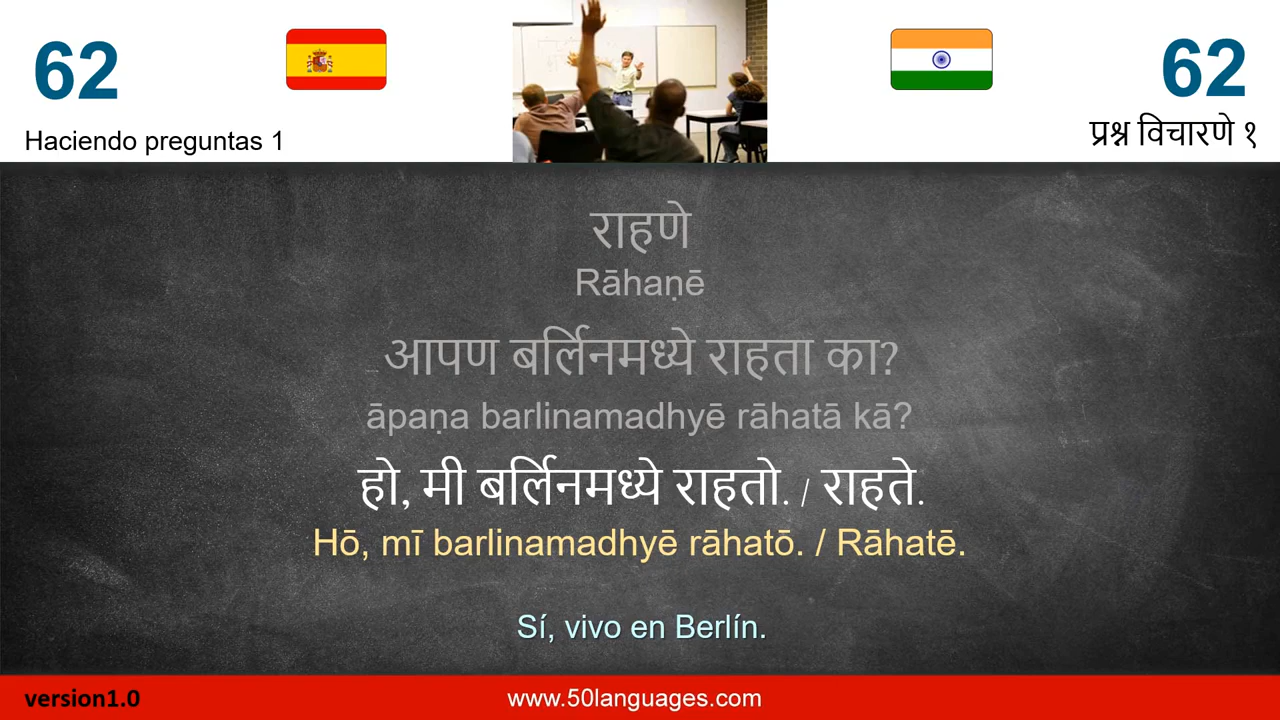 62
62
Haciendo preguntas 1
प्रश्न विचारणे १
राहणे
Rāhaṇē
आपण बर्लिनमध्ये राहता का?
āpaṇa barlinamadhyē rāhatā kā?
हो, मी बर्लिनमध्ये राहतो. / राहते.
Hō, mī barlinamadhyē rāhatō. / Rāhatē.
Sí, vivo en Berlín.
version1.0
www.50languages.com